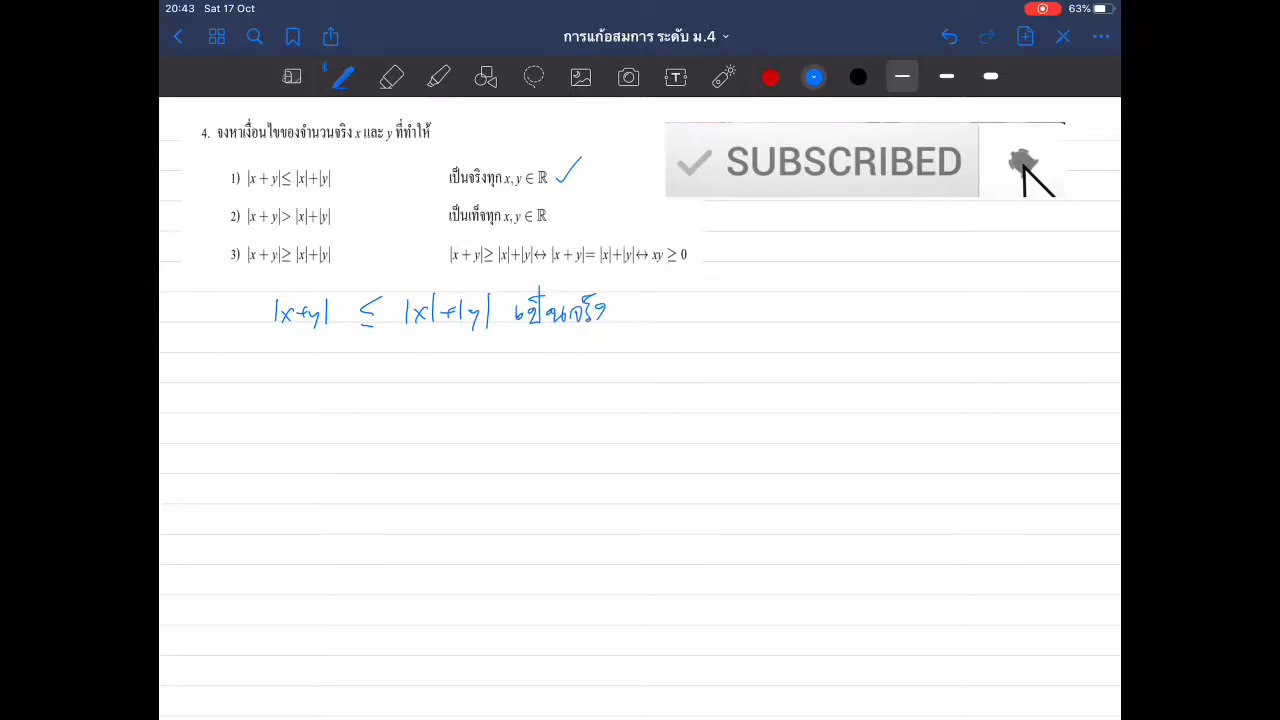 20:43 Sat 17 Oct 63%
การแก้อสมการ ระดับ ม.4
T
SUBSCRIBED
4. จงหาเงื่อนไขของจำนวนจริง x และ y ที่ทำให้
1) |x + y| ≤ |x|+|y| เป็นจริงทุก x, y ∈ ℝ
2) |x + y| > |x|+|y| เป็นเท็จทุก x, y ∈ ℝ
3) |x + y| ≥ |x|+|y| |x + y| ≥ |x|+|y| ↔ |x + y| = |x|+|y| ↔ xy ≥ 0
|x+y| ≤ |x|+|y| เป็นจริง